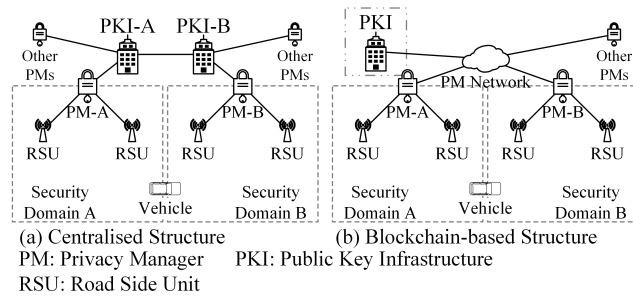 PKI-A PKI-B
Other PMs
Other PMs
PM-A
PM-B
RSU RSU RSU RSU
Security Domain A
Vehicle
Security Domain B
(a) Centralised Structure
PKI
PM Network
Other PMs
PM-A
PM-B
RSU RSU RSU RSU
Security Domain A
Vehicle
Security Domain B
(b) Blockchain-based Structure
PM: Privacy Manager PKI: Public Key Infrastructure
RSU: Road Side Unit